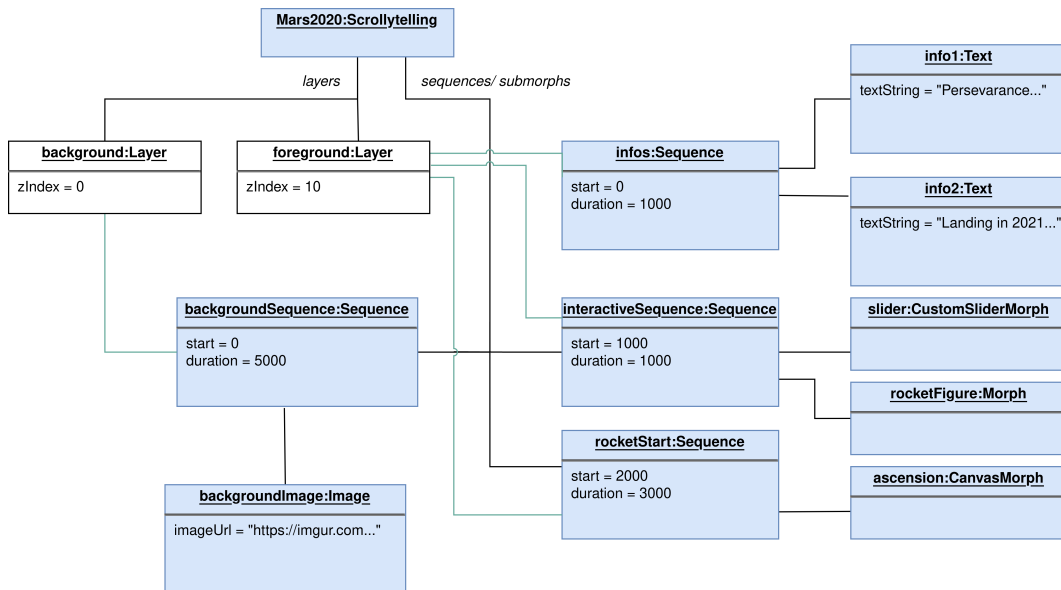 Mars2020:Scrollytelling
layers
sequences/ submorphs
background:Layer
zIndex = 0
foreground:Layer
zIndex = 10
infos:Sequence
start = 0
duration = 1000
info1:Text
textString = "Persevarance..."
info2:Text
textString = "Landing in 2021..."
backgroundSequence:Sequence
start = 0
duration = 5000
interactiveSequence:Sequence
start = 1000
duration = 1000
slider:CustomSliderMorph
rocketFigure:Morph
rocketStart:Sequence
start = 2000
duration = 3000
ascension:CanvasMorph
backgroundImage:Image
imageUrl = "https://imgur.com..."